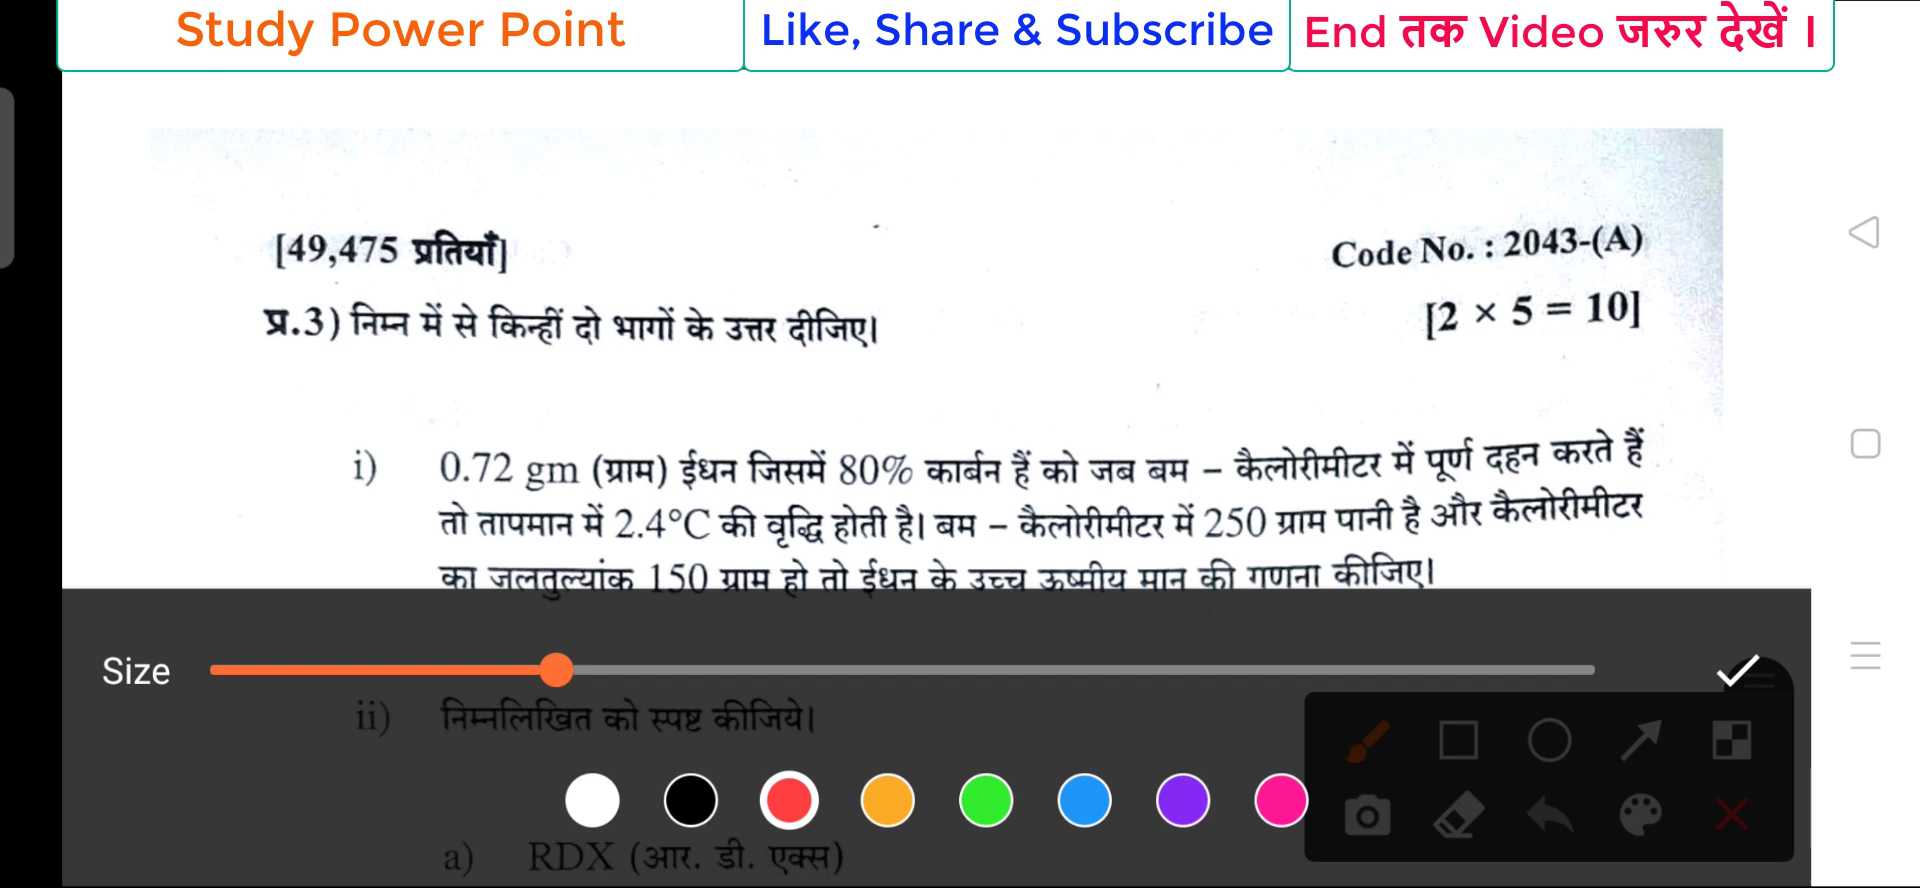 Study Power Point
Like, Share & Subscribe
End तक Video जरुर देखें ।
[49,475 प्रतियाँ]
Code No. : 2043-(A)
प्र.3) निम्न में से किन्हीं दो भागों के उत्तर दीजिए।
[2 × 5 = 10]
i) 0.72 gm (ग्राम) ईधन जिसमें 80% कार्बन हैं को जब बम – कैलोरीमीटर में पूर्ण दहन करते हैं
तो तापमान में 2.4°C की वृद्धि होती है। बम – कैलोरीमीटर में 250 ग्राम पानी है और कैलोरीमीटर
का जलतुल्यांक 150 ग्राम हो तो ईधन के उच्च ऊष्मीय मान की गणना कीजिए।
Size
ii) निम्नलिखित को स्पष्ट कीजिये।
a) RDX (आर. डी. एक्स)